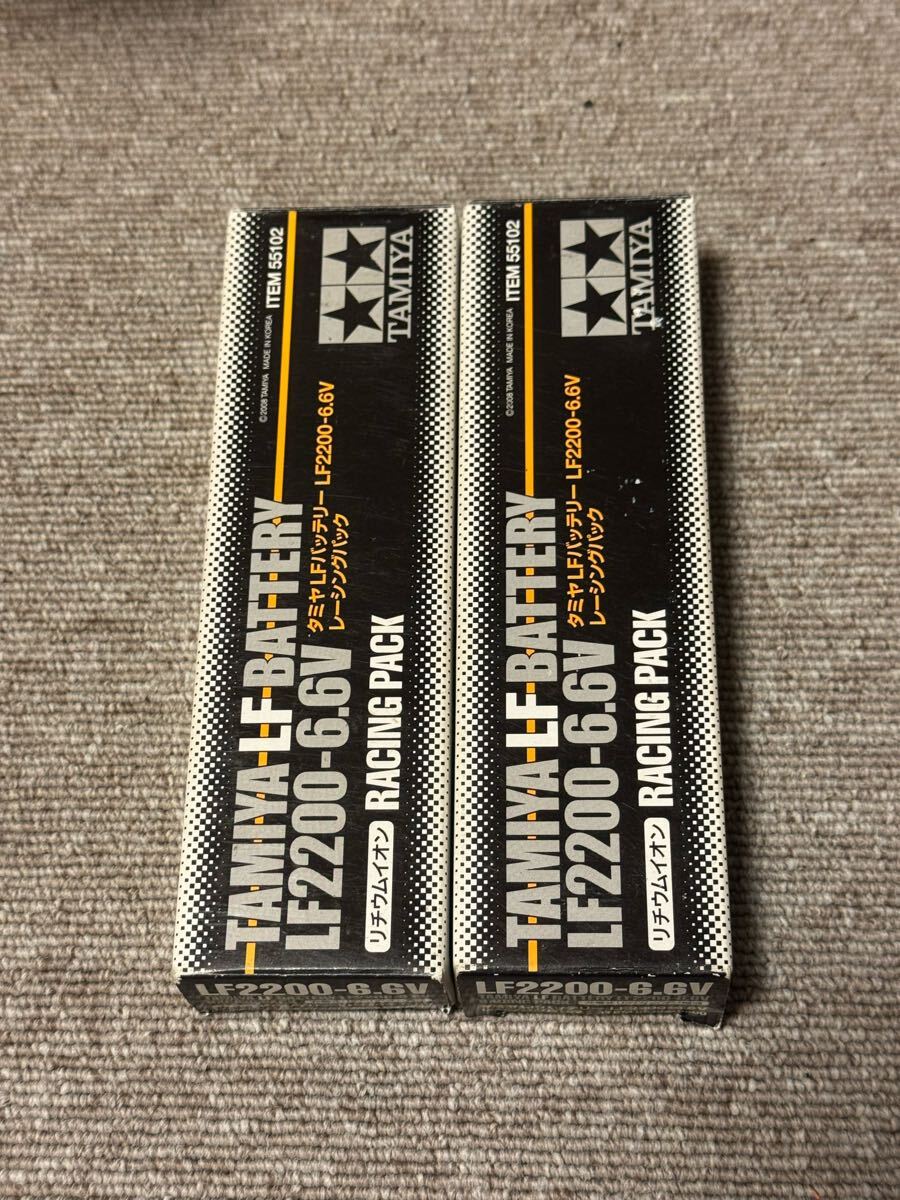 TAMIYA LF BATTERY
LF2200-6.6V
タミヤ LFバッテリー LF2200-6.6V
レーシングパック
リチウムイオン RACING PACK
©2008 TAMIYA MADE IN KOREA ITEM 55102
TAMIYA
LF2200-6.6V
TAMIYA LF BATTERY
LF2200-6.6V
タミヤ LFバッテリー LF2200-6.6V
レーシングパック
リチウムイオン RACING PACK
©2008 TAMIYA MADE IN KOREA ITEM 55102
TAMIYA
LF2200-6.6V